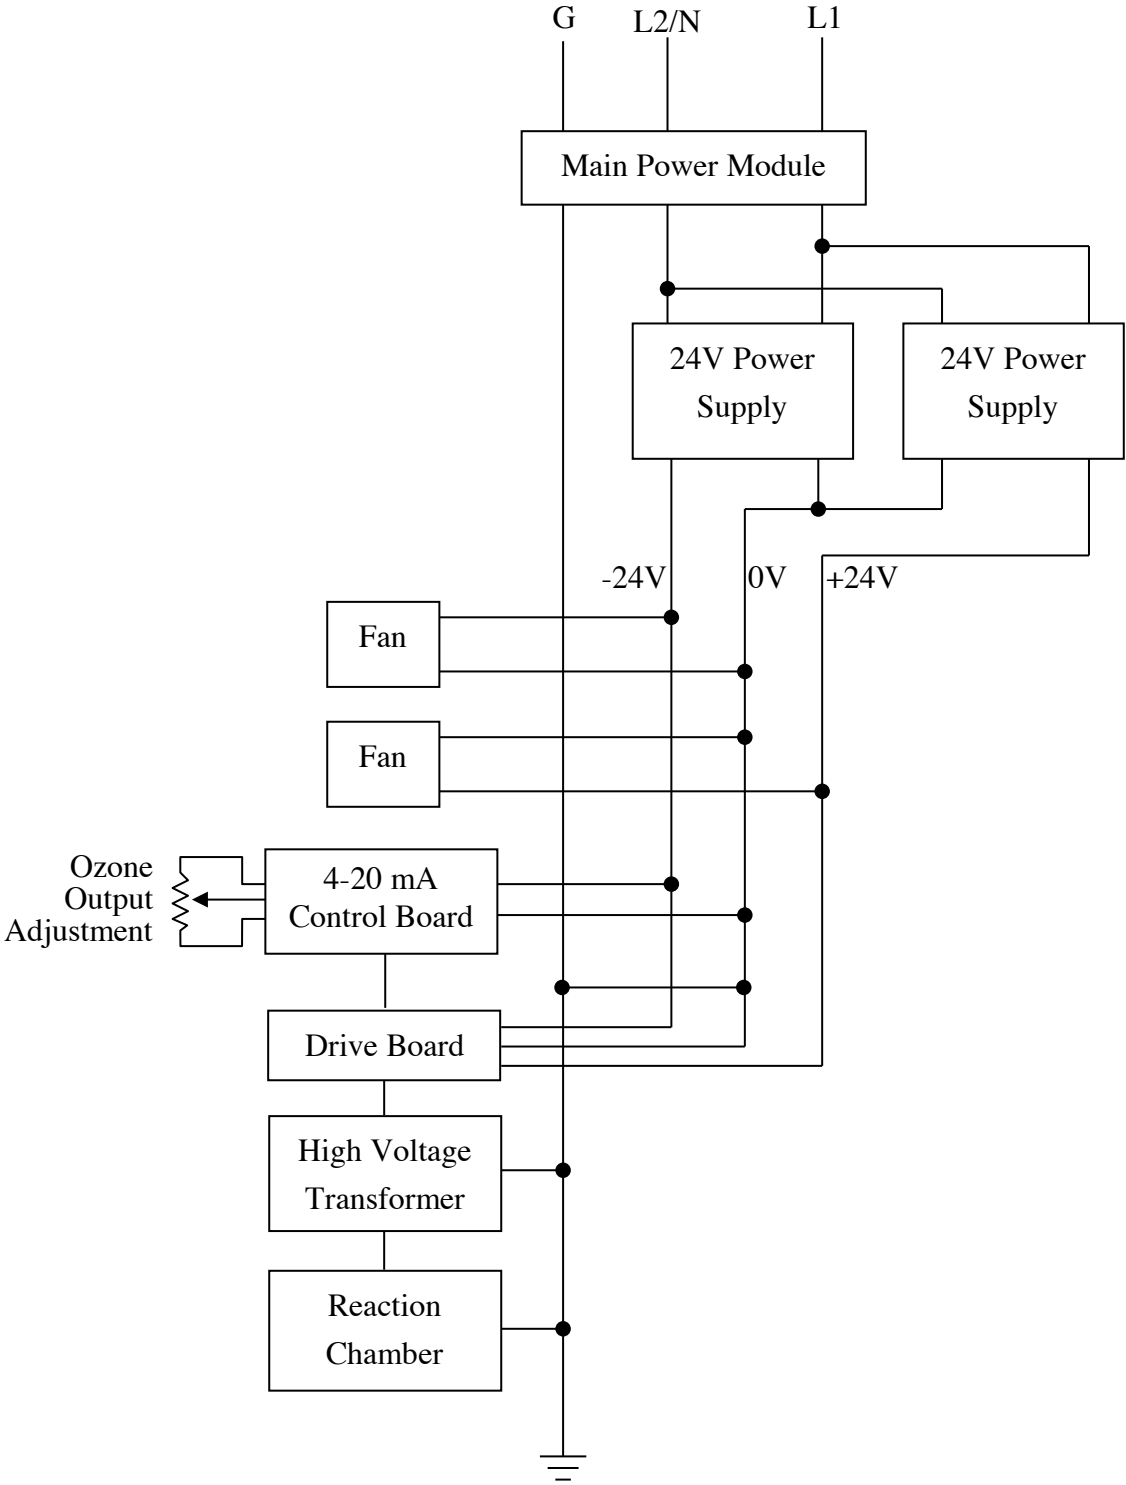 G
L2/N
L1
Main Power Module
24V Power
Supply
24V Power
Supply
-24V
0V
+24V
Fan
Fan
Ozone
Output
Adjustment
4-20 mA
Control Board
Drive Board
High Voltage
Transformer
Reaction
Chamber